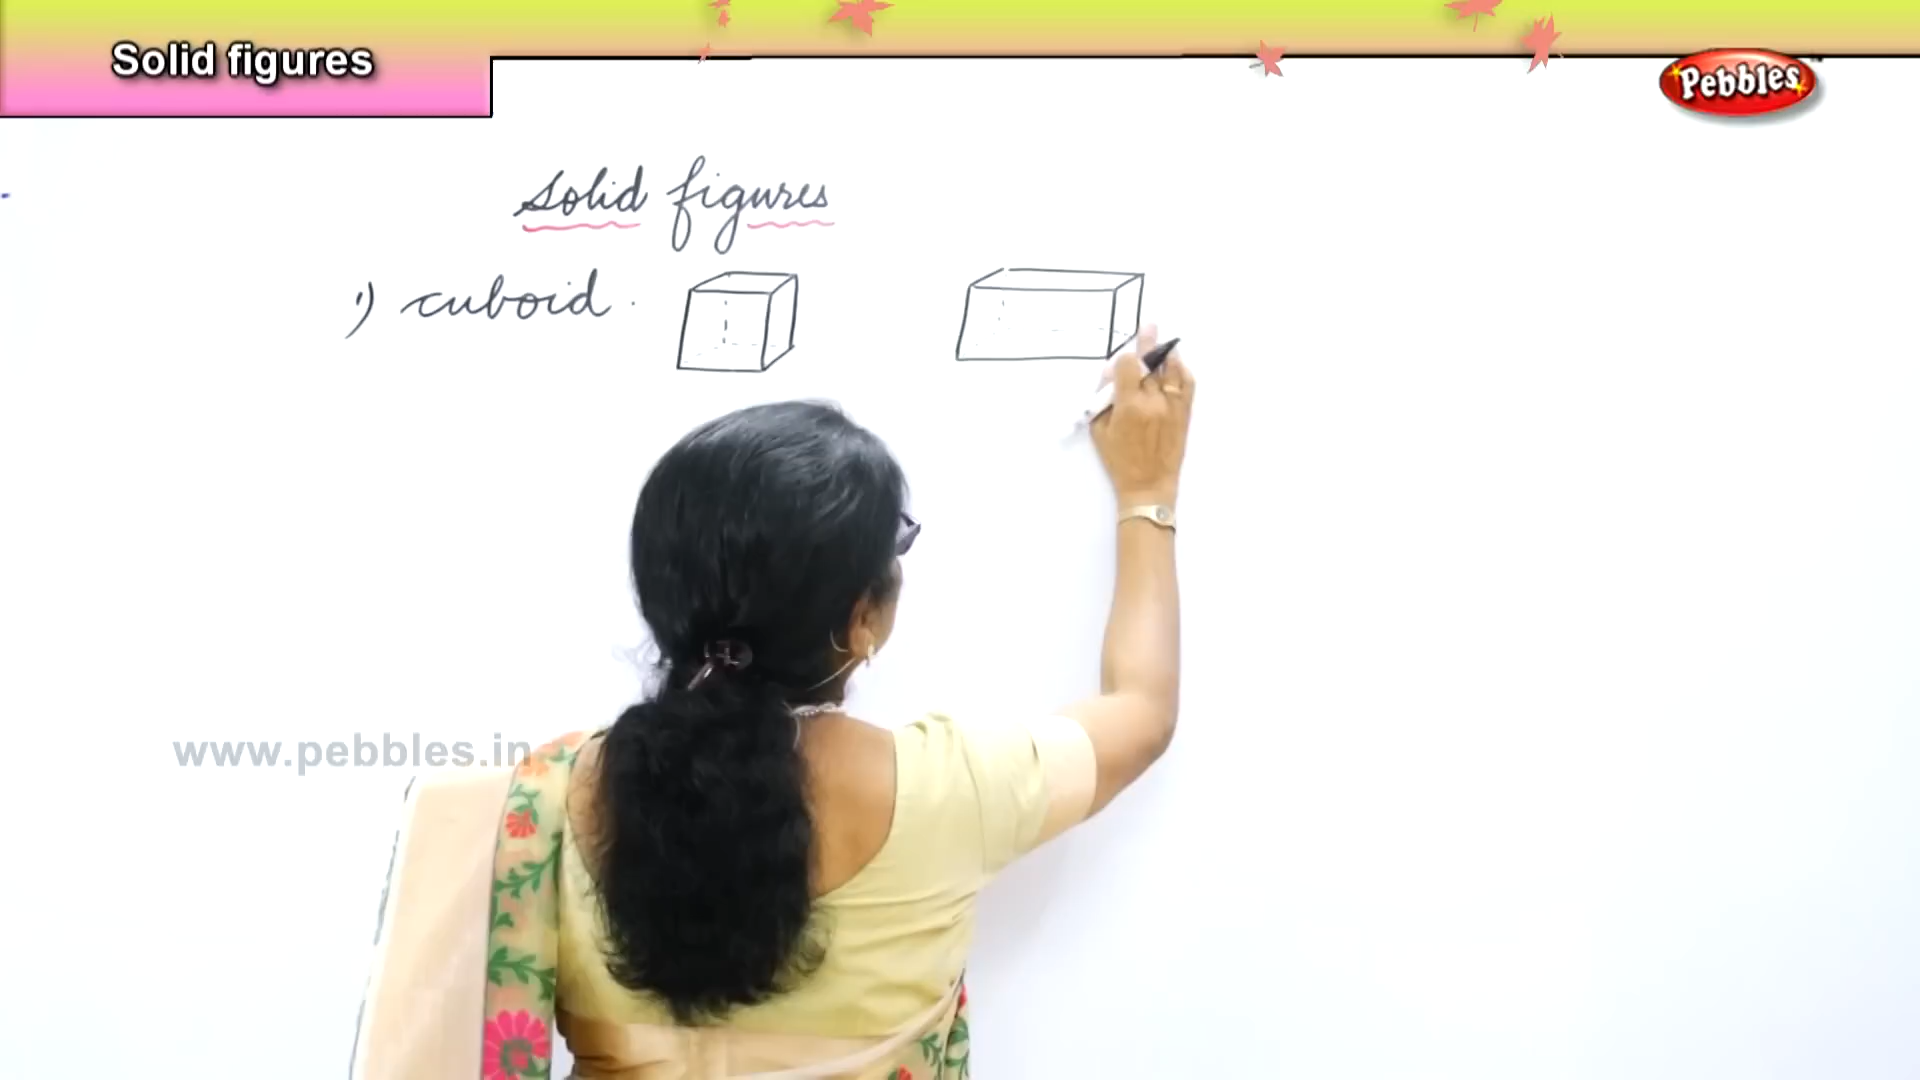 Solid figures
Pebbles
Solid figures
1) cuboid.
www.pebbles.in